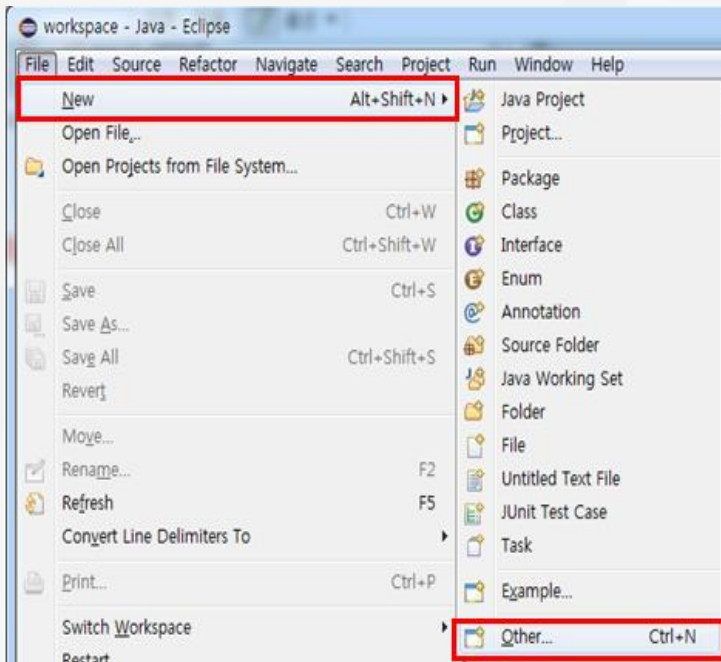 workspace - Java - Eclipse
File Edit Source Refactor Navigate Search Project Run Window Help
New Alt+Shift+N
Open File...
Open Projects from File System...
Close Ctrl+W
Close All Ctrl+Shift+W
Save Ctrl+S
Save As...
Save All Ctrl+Shift+S
Revert
Move...
Rename... F2
Refresh F5
Convert Line Delimiters To
Print... Ctrl+P
Switch Workspace
Restart
Java Project
Project...
Package
Class
Interface
Enum
Annotation
Source Folder
Java Working Set
Folder
File
Untitled Text File
JUnit Test Case
Task
Example...
Other... Ctrl+N